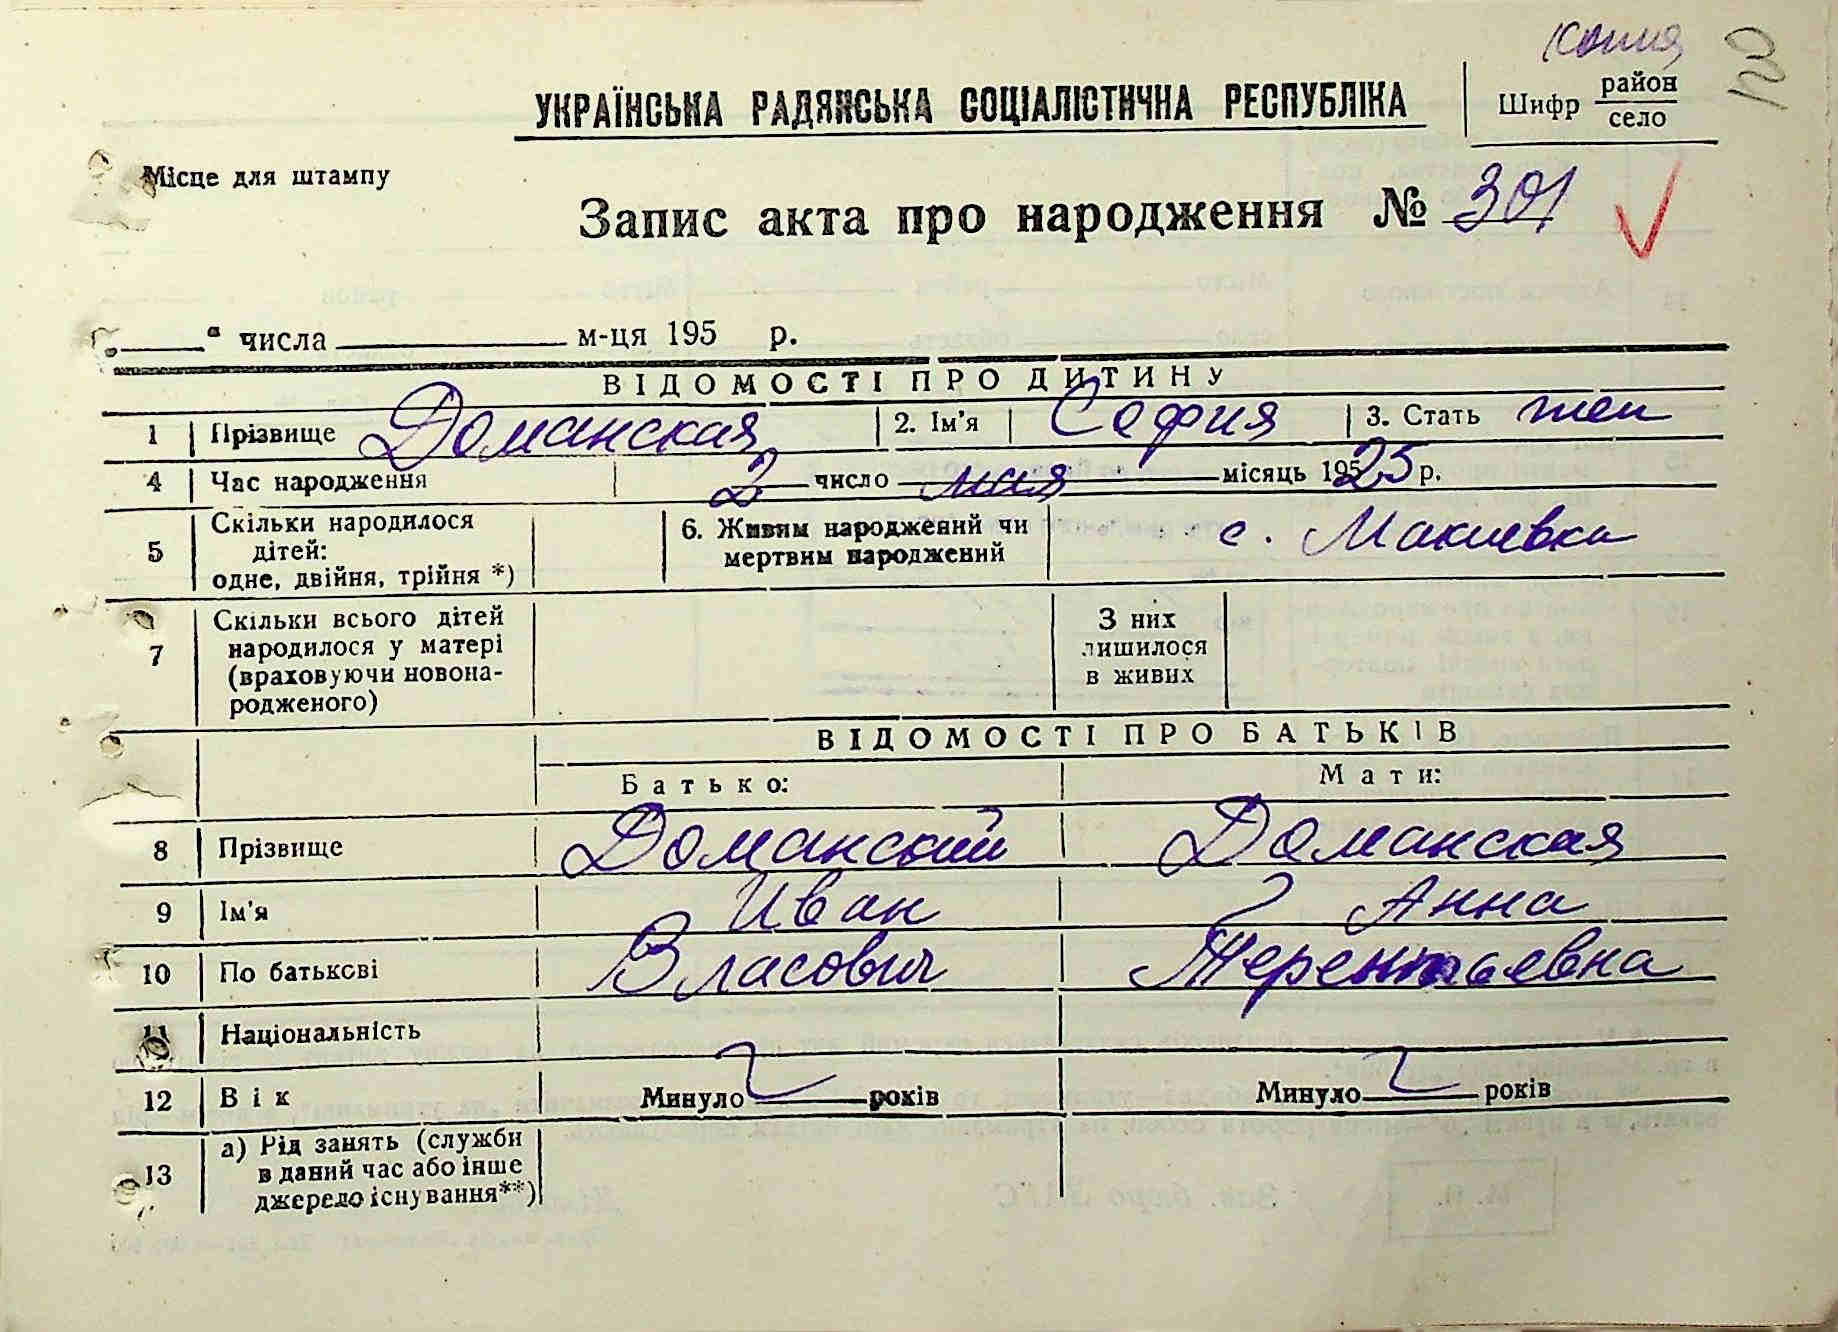 копия
УКРАЇНСЬКА РАДЯНСЬКА СОЦІАЛІСТИЧНА РЕСПУБЛІКА
Шифр район
село
Місце для штампу
Запис акта про народження № 301
„ “ числа м-ця 195 р.
ВІДОМОСТІ ПРО ДИТИНУ
1 Прізвище Доманская 2. Ім'я София 3. Стать жен
4 Час народження 2 число мая місяць 1925 р.
5 Скільки народилося дітей: одне, двійня, трійня *) 6. Живим народжений чи мертвим народжений с. Макиевка
7 Скільки всього дітей народилося у матері (враховуючи новонародженого) З них лишилося в живих
ВІДОМОСТІ ПРО БАТЬКІВ
Батько: Мати:
8 Прізвище Доманский Доманская
9 Ім'я Иван Анна
10 По батькові Власович Терентьевна
11 Національність
12 Вік Минуло років Минуло років
13 а) Рід занять (служби в даний час або інше джерело існування**)